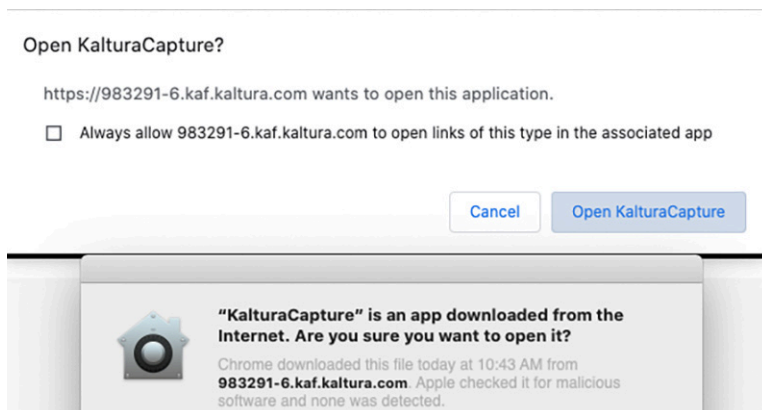 Open KalturaCapture?
https://983291-6.kaf.kaltura.com wants to open this application.
Always allow 983291-6.kaf.kaltura.com to open links of this type in the associated app
Cancel
Open KalturaCapture
“KalturaCapture” is an app downloaded from the
Internet. Are you sure you want to open it?
Chrome downloaded this file today at 10:43 AM from
983291-6.kaf.kaltura.com. Apple checked it for malicious
software and none was detected.